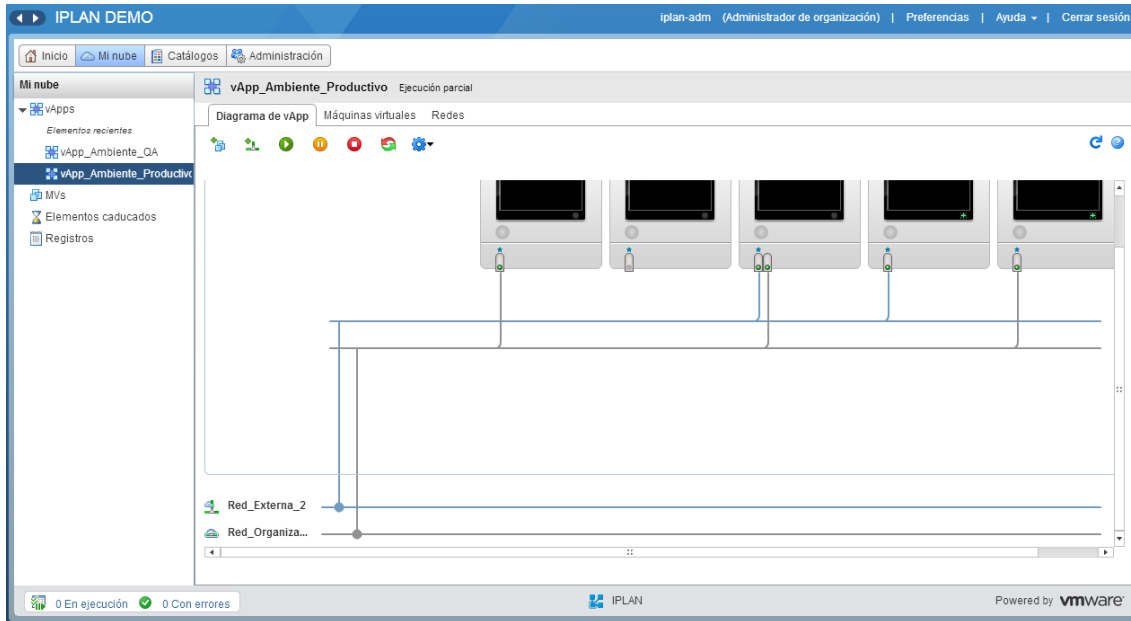 IPLAN DEMO
iplan-adm (Administrador de organización) | Preferencias | Ayuda | Cerrar sesión
Inicio Mi nube Catálogos Administración
Mi nube
vApp_Ambiente_Productivo Ejecución parcial
vApps
Diagrama de vApp Máquinas virtuales Redes
Elementos recientes
vApp_Ambiente_QA
vApp_Ambiente_Productivo
MVs
Elementos caducados
Registros
Red_Externa_2
Red_Organiza...
0 En ejecución 0 Con errores
IPLAN
Powered by vmware